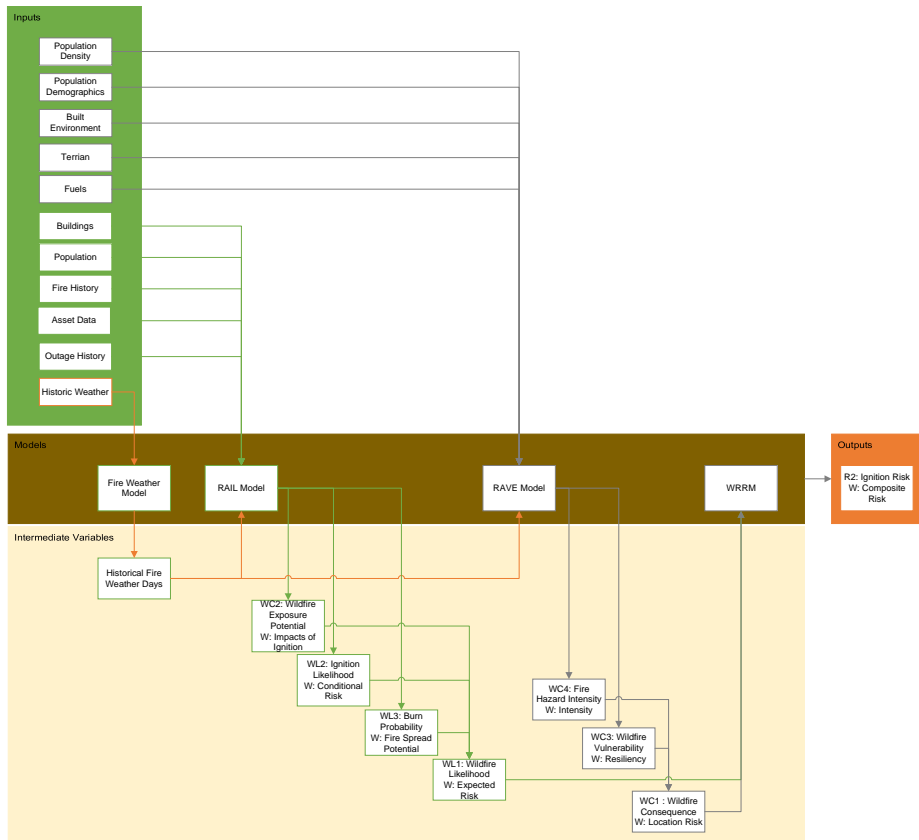 Inputs
Population
Density
Population
Demographics
Built
Environment
Terrian
Fuels
Buildings
Population
Fire History
Asset Data
Outage History
Historic Weather
Models
Fire Weather
Model
RAIL Model
RAVE Model
WRRM
Outputs
R2: Ignition Risk
W: Composite
Risk
Intermediate Variables
Historical Fire
Weather Days
WC2: Wildfire
Exposure
Potential
W: Impacts of
Ignition
WL2: Ignition
Likelihood
W: Conditional
Risk
WL3: Burn
Probability
W: Fire Spread
Potential
WL1: Wildfire
Likelihood
W: Expected
Risk
WC4: Fire
Hazard Intensity
W: Intensity
WC3: Wildfire
Vulnerability
W: Resiliency
WC1 : Wildfire
Consequence
W: Location Risk